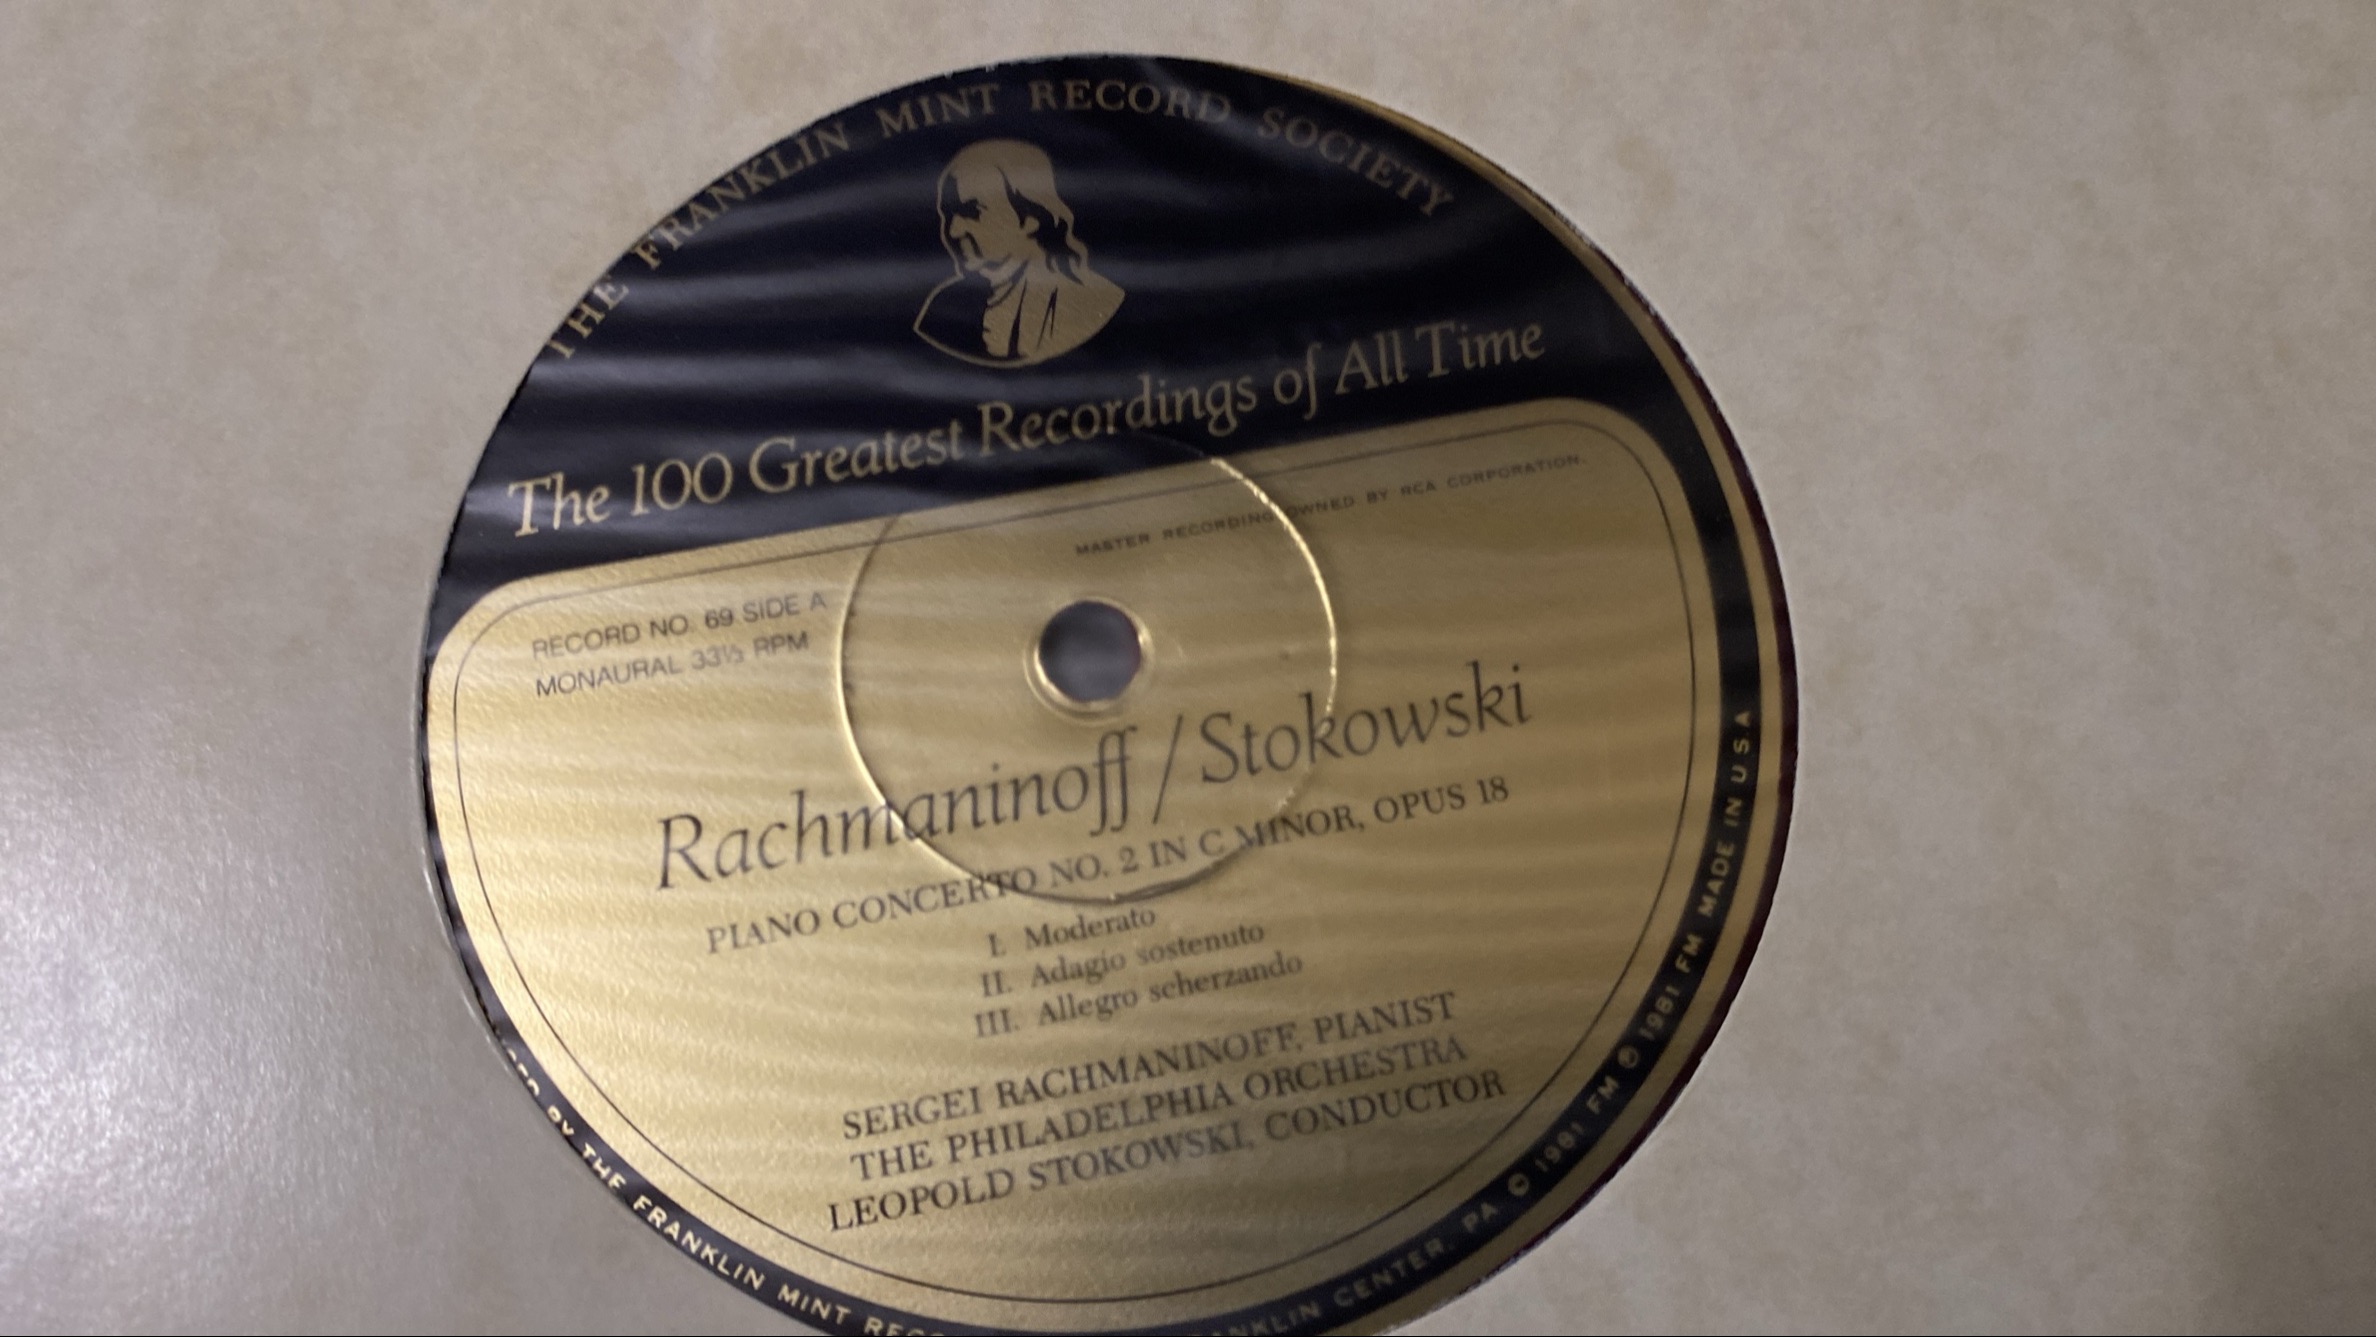 THE FRANKLIN MINT RECORD SOCIETY
The 100 Greatest Recordings of All Time
MASTER RECORDING OWNED BY RCA CORPORATION.
RECORD NO. 69 SIDE A
MONAURAL 33⅓ RPM
Rachmaninoff / Stokowski
PIANO CONCERTO NO. 2 IN C MINOR, OPUS 18
I. Moderato
II. Adagio sostenuto
III. Allegro scherzando
SERGEI RACHMANINOFF, PIANIST
THE PHILADELPHIA ORCHESTRA
LEOPOLD STOKOWSKI, CONDUCTOR
BY THE FRANKLIN MINT CENTER, PA. © 1981 FM ℗ 1981 FM MADE IN USA